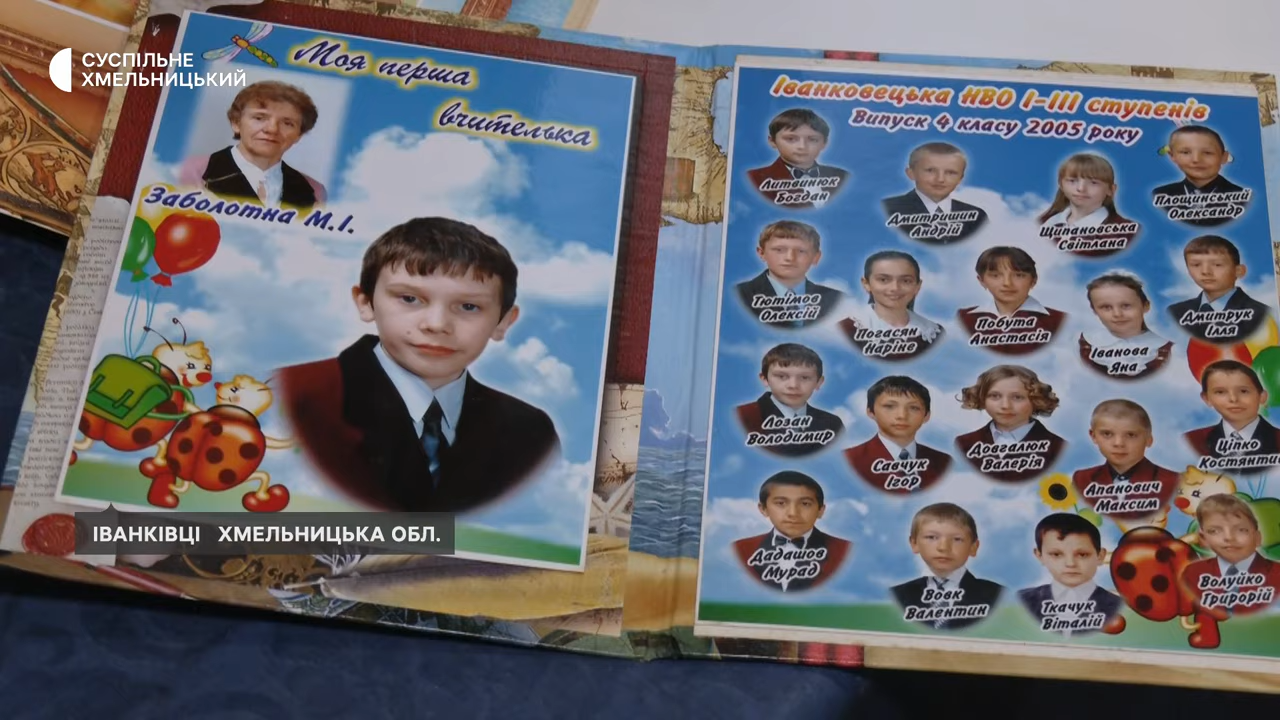 СУСПІЛЬНЕ
ХМЕЛЬНИЦЬКИЙ
Моя перша
вчителька
Заболотна М.І.
Іванковецька НВО І-ІІІ ступенів
Випуск 4 класу 2005 року
Литвинюк
Богдан
Дмитришин
Андрій
Щипановська
Світлана
Площинський
Олександр
Тютімов
Олексій
Погасян
Наріне
Побута
Анастасія
Іванова
Яна
Дмитрук
Ілля
Лозан
Володимир
Савчук
Ігор
Довгалюк
Валерія
Апанович
Максим
Ціпко
Костянтин
Дадашов
Мурад
Вовк
Валентин
Ткачук
Віталій
Волуйко
Григорій
ІВАНКІВЦІ ХМЕЛЬНИЦЬКА ОБЛ.